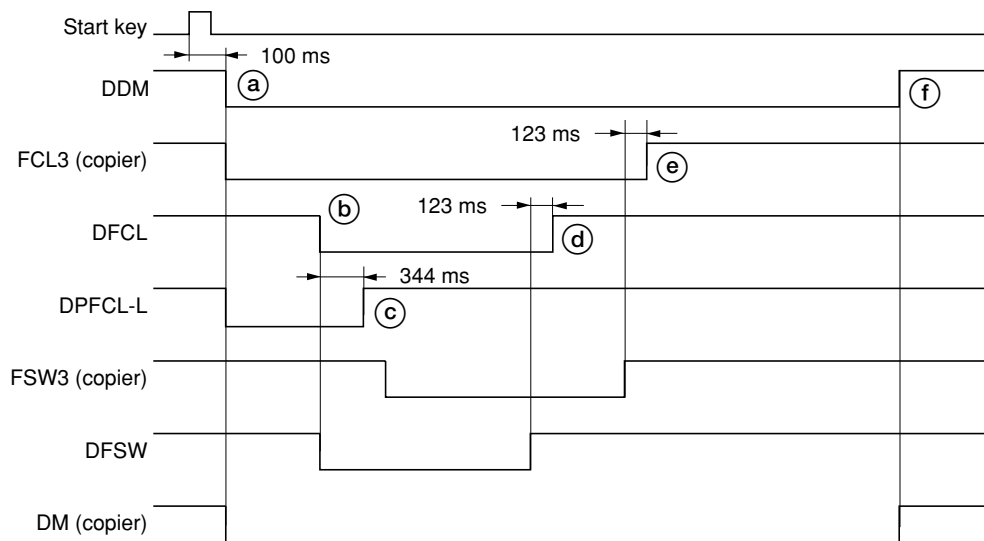 Start key
100 ms
DDM
a
f
123 ms
FCL3 (copier)
e
b
123 ms
DFCL
d
344 ms
DPFCL-L
c
FSW3 (copier)
DFSW
DM (copier)